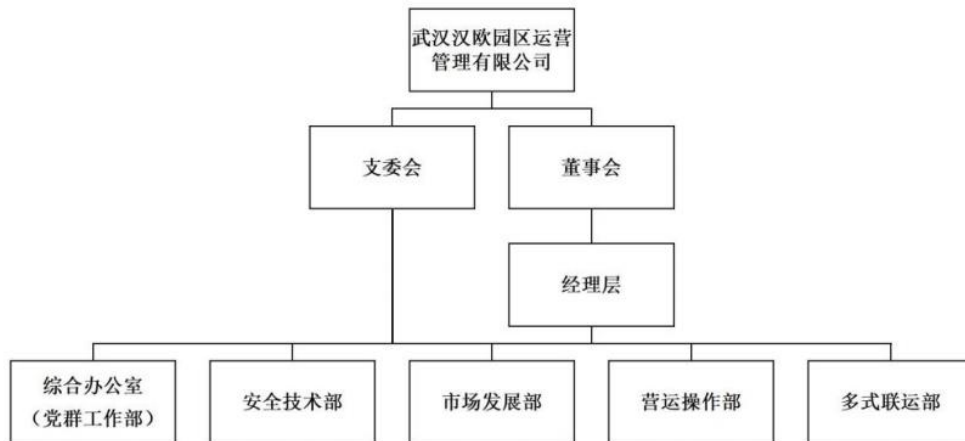 武汉汉欧园区运营
管理有限公司
支委会
董事会
经理层
综合办公室
（党群工作部）
安全技术部
市场发展部
营运操作部
多式联运部